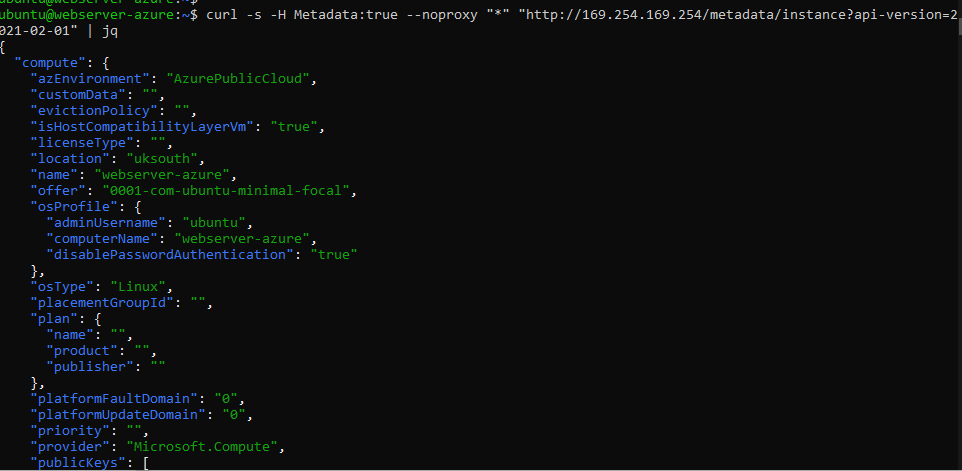 ubuntu@webserver-azure:~$
ubuntu@webserver-azure:~$ curl -s -H Metadata:true --noproxy "*" "http://169.254.169.254/metadata/instance?api-version=2
021-02-01" | jq
{
  "compute": {
    "azEnvironment": "AzurePublicCloud",
    "customData": "",
    "evictionPolicy": "",
    "isHostCompatibilityLayerVm": "true",
    "licenseType": "",
    "location": "uksouth",
    "name": "webserver-azure",
    "offer": "0001-com-ubuntu-minimal-focal",
    "osProfile": {
      "adminUsername": "ubuntu",
      "computerName": "webserver-azure",
      "disablePasswordAuthentication": "true"
    },
    "osType": "Linux",
    "placementGroupId": "",
    "plan": {
      "name": "",
      "product": "",
      "publisher": ""
    },
    "platformFaultDomain": "0",
    "platformUpdateDomain": "0",
    "priority": "",
    "provider": "Microsoft.Compute",
    "publicKeys": [